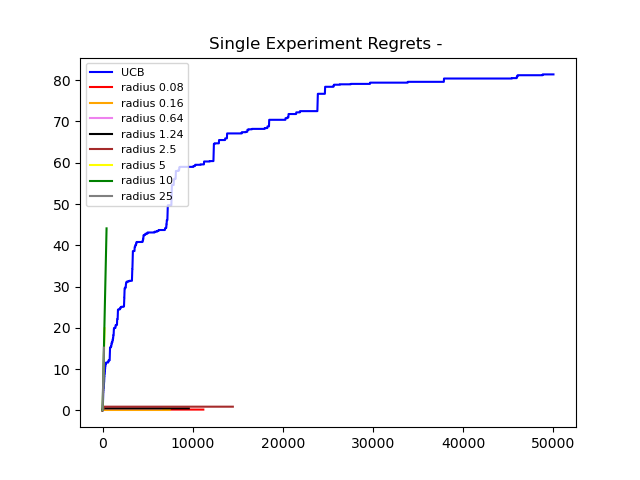 Single Experiment Regrets -
UCB
radius 0.08
radius 0.16
radius 0.64
radius 1.24
radius 2.5
radius 5
radius 10
radius 25
80
70
60
50
40
30
20
10
0
0 10000 20000 30000 40000 50000